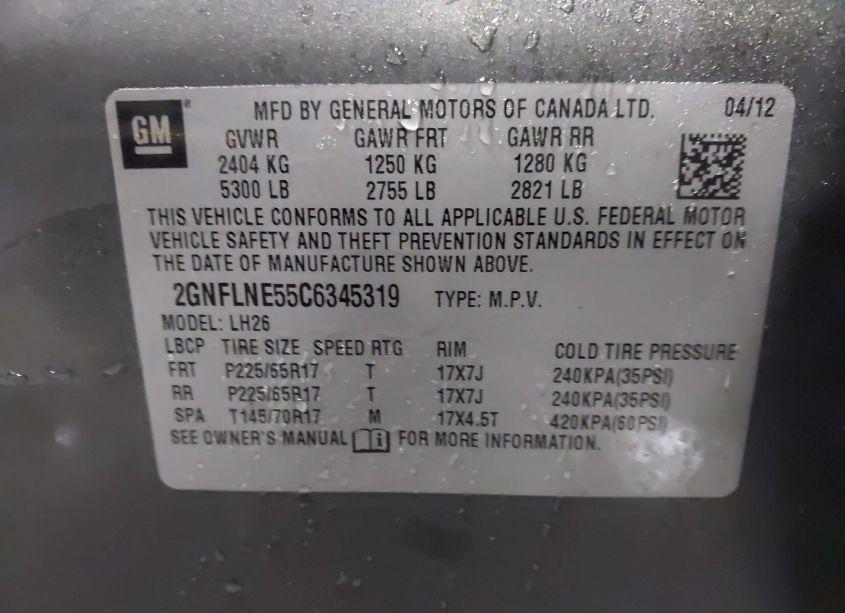 GM ® MFD BY GENERAL MOTORS OF CANADA LTD. 04/12
GVWR GAWR FRT GAWR RR
2404 KG 1250 KG 1280 KG
5300 LB 2755 LB 2821 LB
THIS VEHICLE CONFORMS TO ALL APPLICABLE U.S. FEDERAL MOTOR
VEHICLE SAFETY AND THEFT PREVENTION STANDARDS IN EFFECT ON
THE DATE OF MANUFACTURE SHOWN ABOVE.
2GNFLNE55C6345319 TYPE: M.P.V.
MODEL: LH26
LBCP TIRE SIZE SPEED RTG RIM COLD TIRE PRESSURE
FRT P225/65R17 T 17X7J 240KPA(35PSI)
RR P225/65R17 T 17X7J 240KPA(35PSI)
SPA T145/70R17 M 17X4.5T 420KPA(60PSI)
SEE OWNER'S MANUAL i FOR MORE INFORMATION.